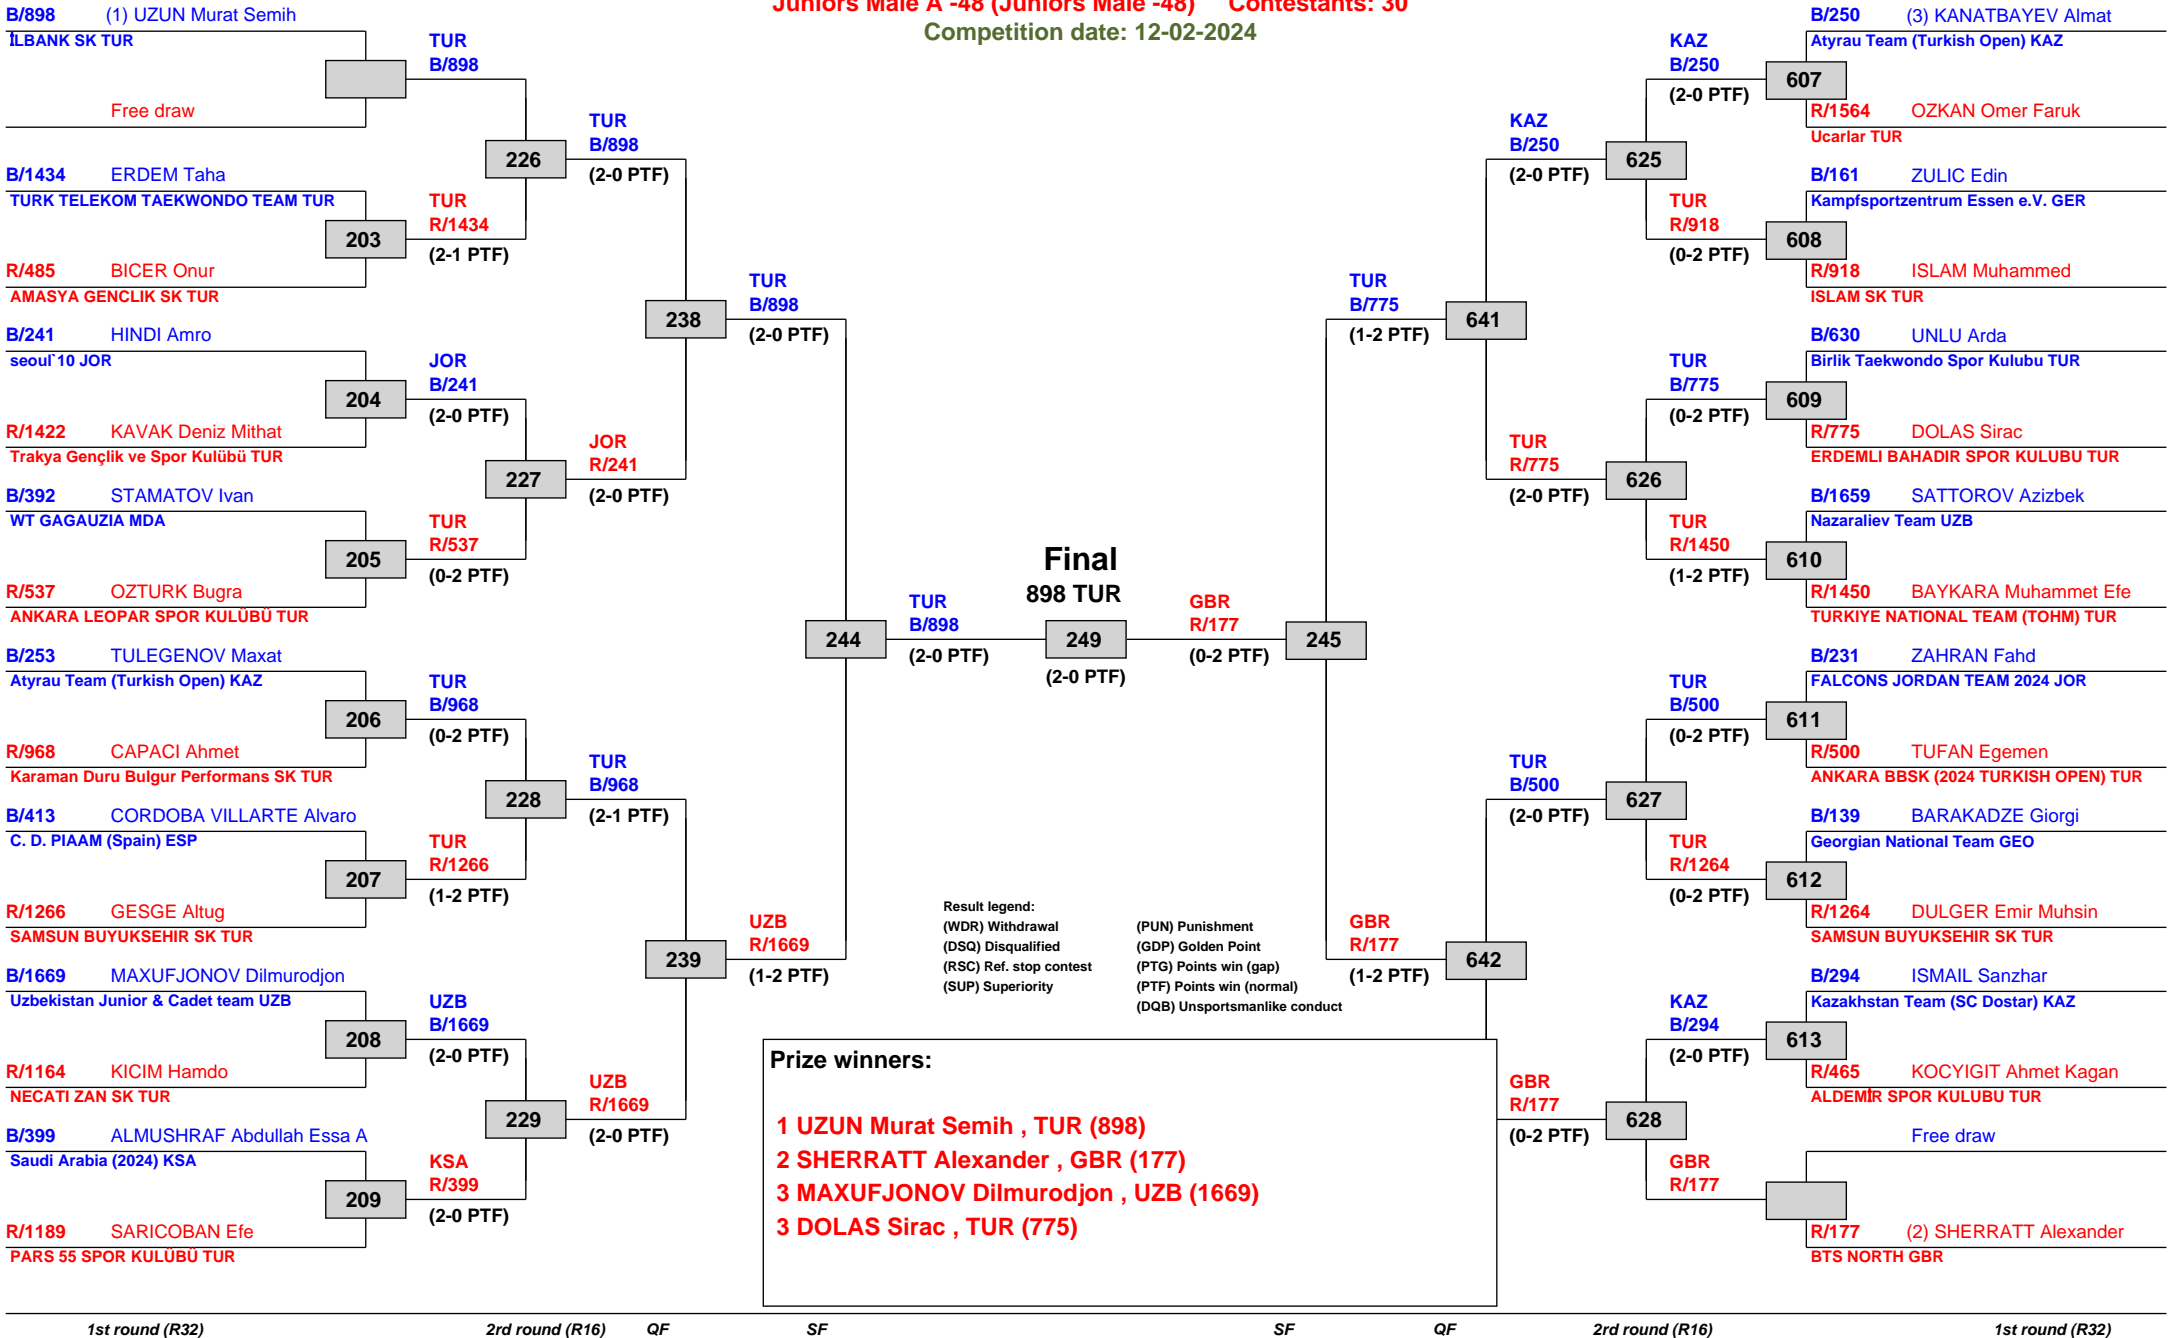 Juniors Male A -48 (Juniors Male -48) Contestants: 30
Competition date: 12-02-2024
B/898 (1) UZUN Murat Semih
İLBANK SK TUR
Free draw
B/1434 ERDEM Taha
TURK TELEKOM TAEKWONDO TEAM TUR
203
R/485 BICER Onur
AMASYA GENCLIK SK TUR
B/241 HINDI Amro
seoul`10 JOR
204
R/1422 KAVAK Deniz Mithat
Trakya Gençlik ve Spor Kulübü TUR
B/392 STAMATOV Ivan
WT GAGAUZIA MDA
205
R/537 OZTURK Bugra
ANKARA LEOPAR SPOR KULÜBÜ TUR
B/253 TULEGENOV Maxat
Atyrau Team (Turkish Open) KAZ
206
R/968 CAPACI Ahmet
Karaman Duru Bulgur Performans SK TUR
B/413 CORDOBA VILLARTE Alvaro
C. D. PIAAM (Spain) ESP
207
R/1266 GESGE Altug
SAMSUN BUYUKSEHIR SK TUR
B/1669 MAXUFJONOV Dilmurodjon
Uzbekistan Junior & Cadet team UZB
208
R/1164 KICIM Hamdo
NECATI ZAN SK TUR
B/399 ALMUSHRAF Abdullah Essa A
Saudi Arabia (2024) KSA
209
R/1189 SARICOBAN Efe
PARS 55 SPOR KULÜBÜ TUR
TUR
B/898
226
TUR
R/1434
(2-1 PTF)
JOR
B/241
(2-0 PTF)
227
TUR
R/537
(0-2 PTF)
TUR
B/968
(0-2 PTF)
228
TUR
R/1266
(1-2 PTF)
UZB
B/1669
(2-0 PTF)
229
KSA
R/399
(2-0 PTF)
TUR
B/898
(2-0 PTF)
238
JOR
R/241
(2-0 PTF)
TUR
B/968
(2-1 PTF)
239
UZB
R/1669
(2-0 PTF)
TUR
B/898
(2-0 PTF)
244
UZB
R/1669
(1-2 PTF)
TUR
B/898
(2-0 PTF)
Final
898 TUR
249
(2-0 PTF)
GBR
R/177
(0-2 PTF)
245
TUR
B/775
(1-2 PTF)
GBR
R/177
(1-2 PTF)
641
642
KAZ
B/250
(2-0 PTF)
TUR
R/775
(2-0 PTF)
TUR
B/500
(2-0 PTF)
GBR
R/177
(0-2 PTF)
625
626
627
628
KAZ
B/250
(2-0 PTF)
TUR
R/918
(0-2 PTF)
TUR
B/775
(0-2 PTF)
TUR
R/1450
(1-2 PTF)
TUR
B/500
(0-2 PTF)
TUR
R/1264
(0-2 PTF)
KAZ
B/294
(2-0 PTF)
GBR
R/177
B/250 (3) KANATBAYEV Almat
Atyrau Team (Turkish Open) KAZ
607
R/1564 OZKAN Omer Faruk
Ucarlar TUR
B/161 ZULIC Edin
Kampfsportzentrum Essen e.V. GER
608
R/918 ISLAM Muhammed
ISLAM SK TUR
B/630 UNLU Arda
Birlik Taekwondo Spor Kulubu TUR
609
R/775 DOLAS Sirac
ERDEMLI BAHADIR SPOR KULUBU TUR
B/1659 SATTOROV Azizbek
Nazaraliev Team UZB
610
R/1450 BAYKARA Muhammet Efe
TURKIYE NATIONAL TEAM (TOHM) TUR
B/231 ZAHRAN Fahd
FALCONS JORDAN TEAM 2024 JOR
611
R/500 TUFAN Egemen
ANKARA BBSK (2024 TURKISH OPEN) TUR
B/139 BARAKADZE Giorgi
Georgian National Team GEO
612
R/1264 DULGER Emir Muhsin
SAMSUN BUYUKSEHIR SK TUR
B/294 ISMAIL Sanzhar
Kazakhstan Team (SC Dostar) KAZ
613
R/465 KOCYIGIT Ahmet Kagan
ALDEMİR SPOR KULUBU TUR
Free draw
R/177 (2) SHERRATT Alexander
BTS NORTH GBR
Result legend:
(WDR) Withdrawal (PUN) Punishment
(DSQ) Disqualified (GDP) Golden Point
(RSC) Ref. stop contest (PTG) Points win (gap)
(SUP) Superiority (PTF) Points win (normal)
(DQB) Unsportsmanlike conduct
Prize winners:
1 UZUN Murat Semih , TUR (898)
2 SHERRATT Alexander , GBR (177)
3 MAXUFJONOV Dilmurodjon , UZB (1669)
3 DOLAS Sirac , TUR (775)
1st round (R32) 2rd round (R16) QF SF SF QF 2rd round (R16) 1st round (R32)